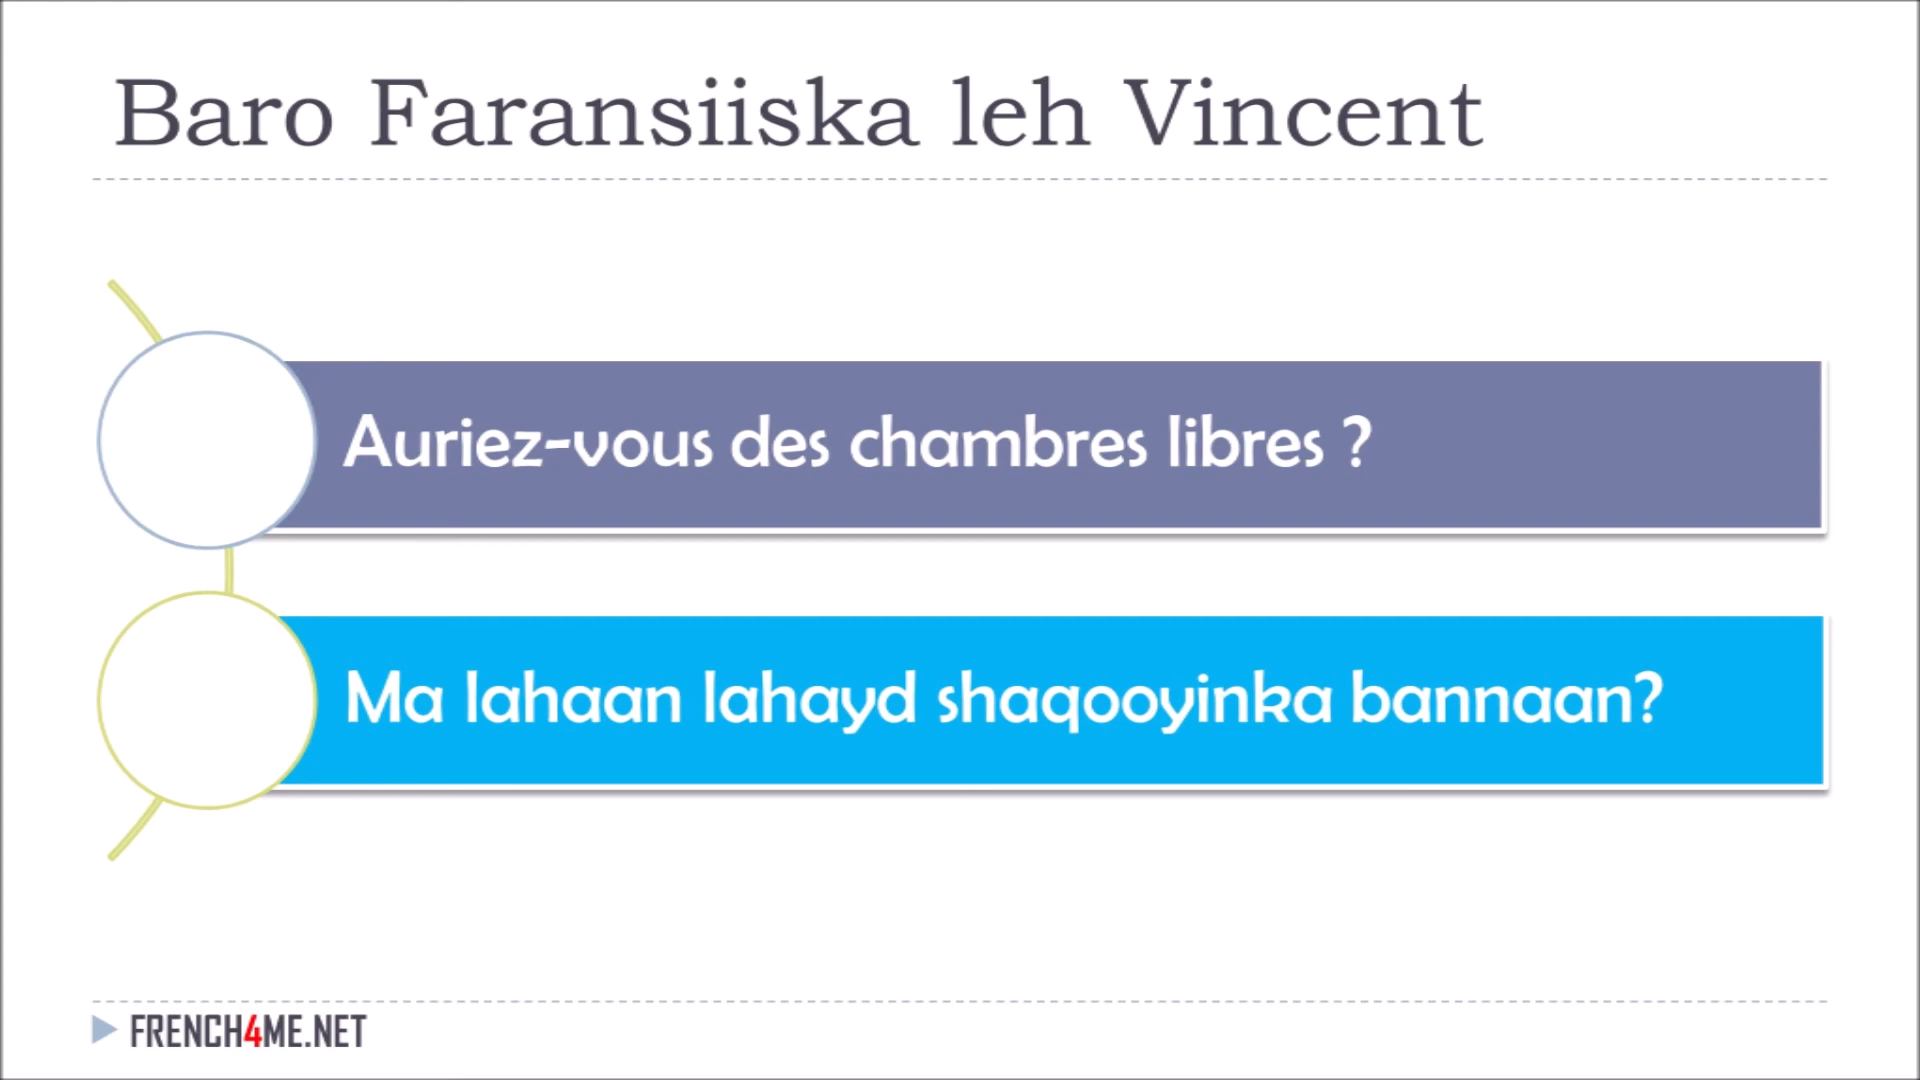 Baro Faransiiska leh Vincent
Auriez-vous des chambres libres ?
Ma lahaan lahayd shaqooyinka bannaan?
FRENCH4ME.NET